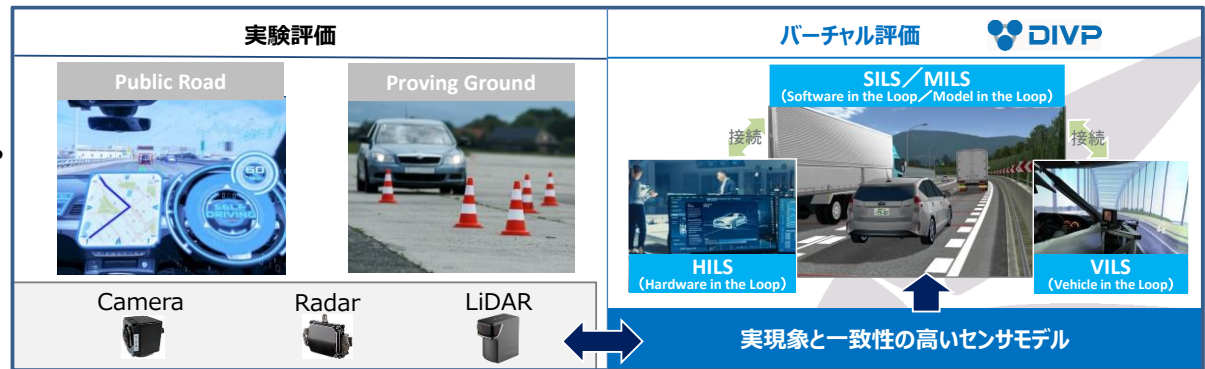 実験評価
Public Road
Proving Ground
60
SELF
DRIVING
Camera
Radar
LiDAR
バーチャル評価
DIVP
SILS／MILS
（Software in the Loop／Model in the Loop）
接続
接続
HILS
（Hardware in the Loop）
VILS
（Vehicle in the Loop）
実現象と一致性の高いセンサモデル